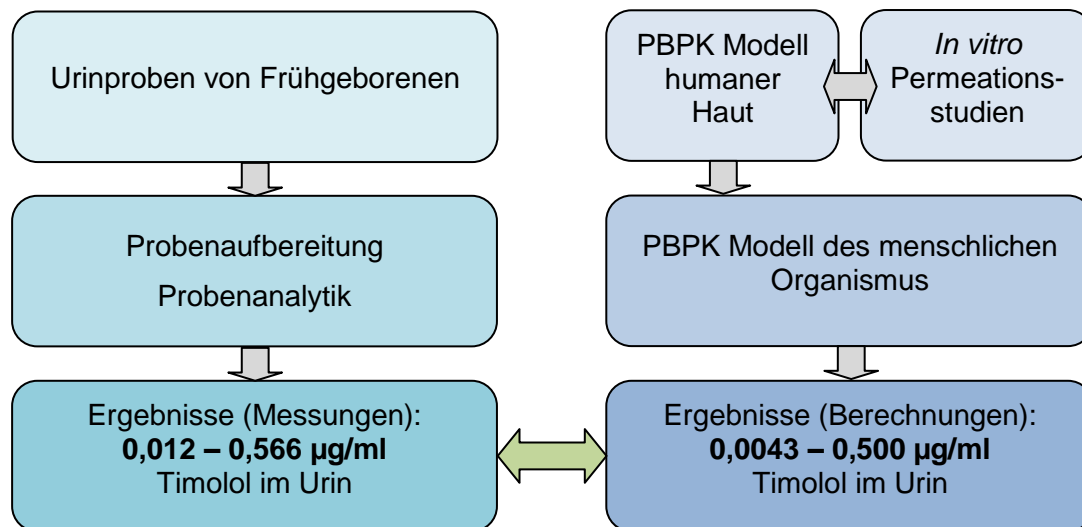 Urinproben von Frühgeborenen
PBPK Modell
humaner
Haut
In vitro
Permeations-
studien
Probenaufbereitung
Probenanalytik
PBPK Modell des menschlichen
Organismus
Ergebnisse (Messungen):
0,012 – 0,566 µg/ml
Timolol im Urin
Ergebnisse (Berechnungen):
0,0043 – 0,500 µg/ml
Timolol im Urin